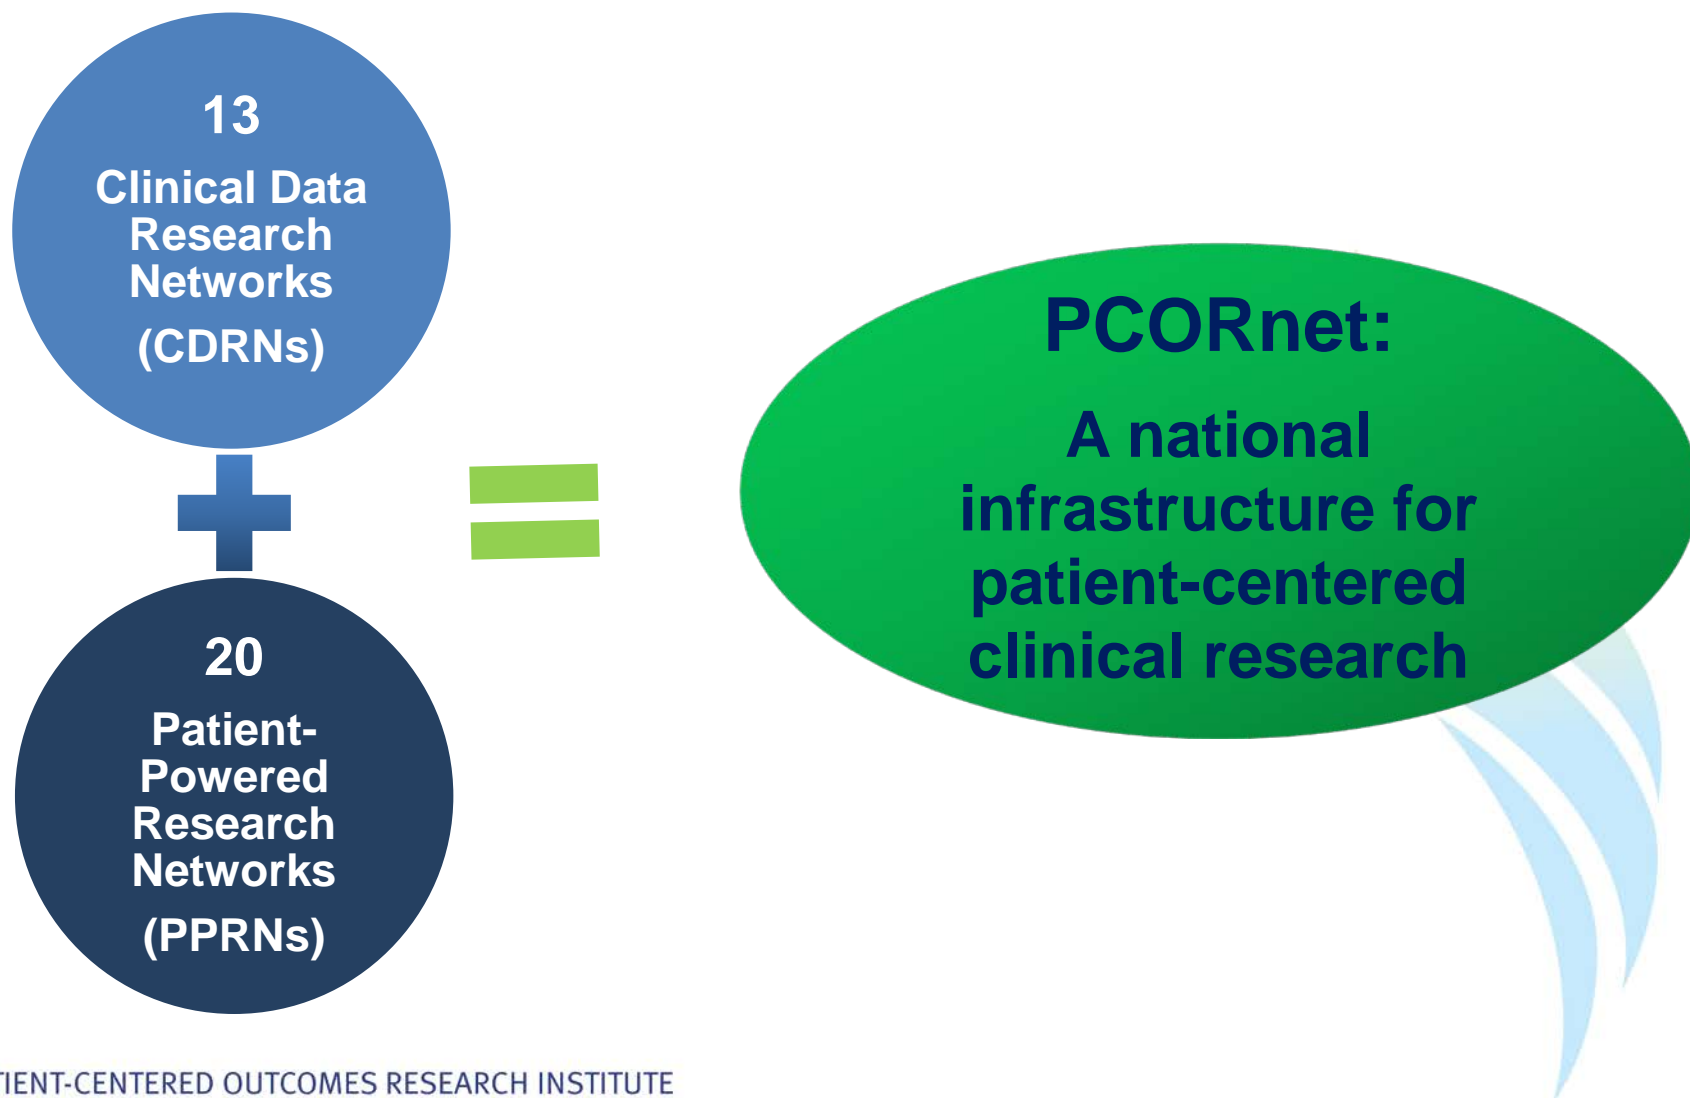 13
Clinical Data
Research
Networks
(CDRNs)
20
Patient-
Powered
Research
Networks
(PPRNs)
PCORnet:
A national
infrastructure for
patient-centered
clinical research
TIENT-CENTERED OUTCOMES RESEARCH INSTITUTE